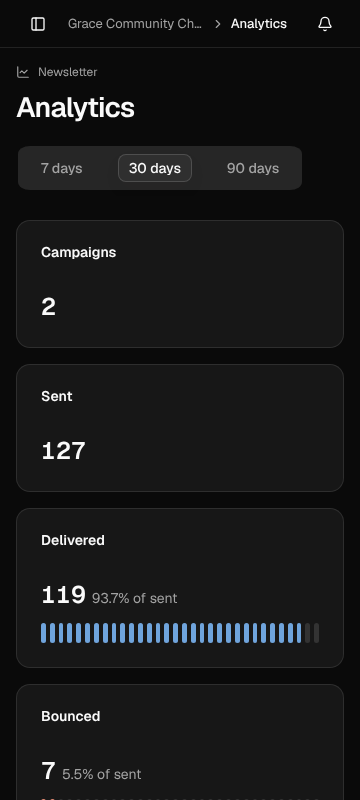 Grace Community Ch... > Analytics
Newsletter
Analytics
7 days 30 days 90 days
Campaigns
2
Sent
127
Delivered
119 93.7% of sent
Bounced
7 5.5% of sent